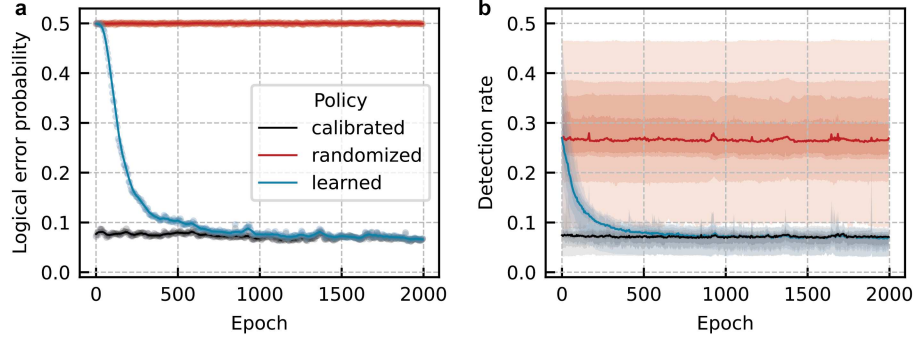 a
Logical error probability
0.5
0.4
0.3
0.2
0.1
0.0
Policy
calibrated
randomized
learned
0 500 1000 1500 2000
Epoch
b
Detection rate
0.5
0.4
0.3
0.2
0.1
0.0
0 500 1000 1500 2000
Epoch